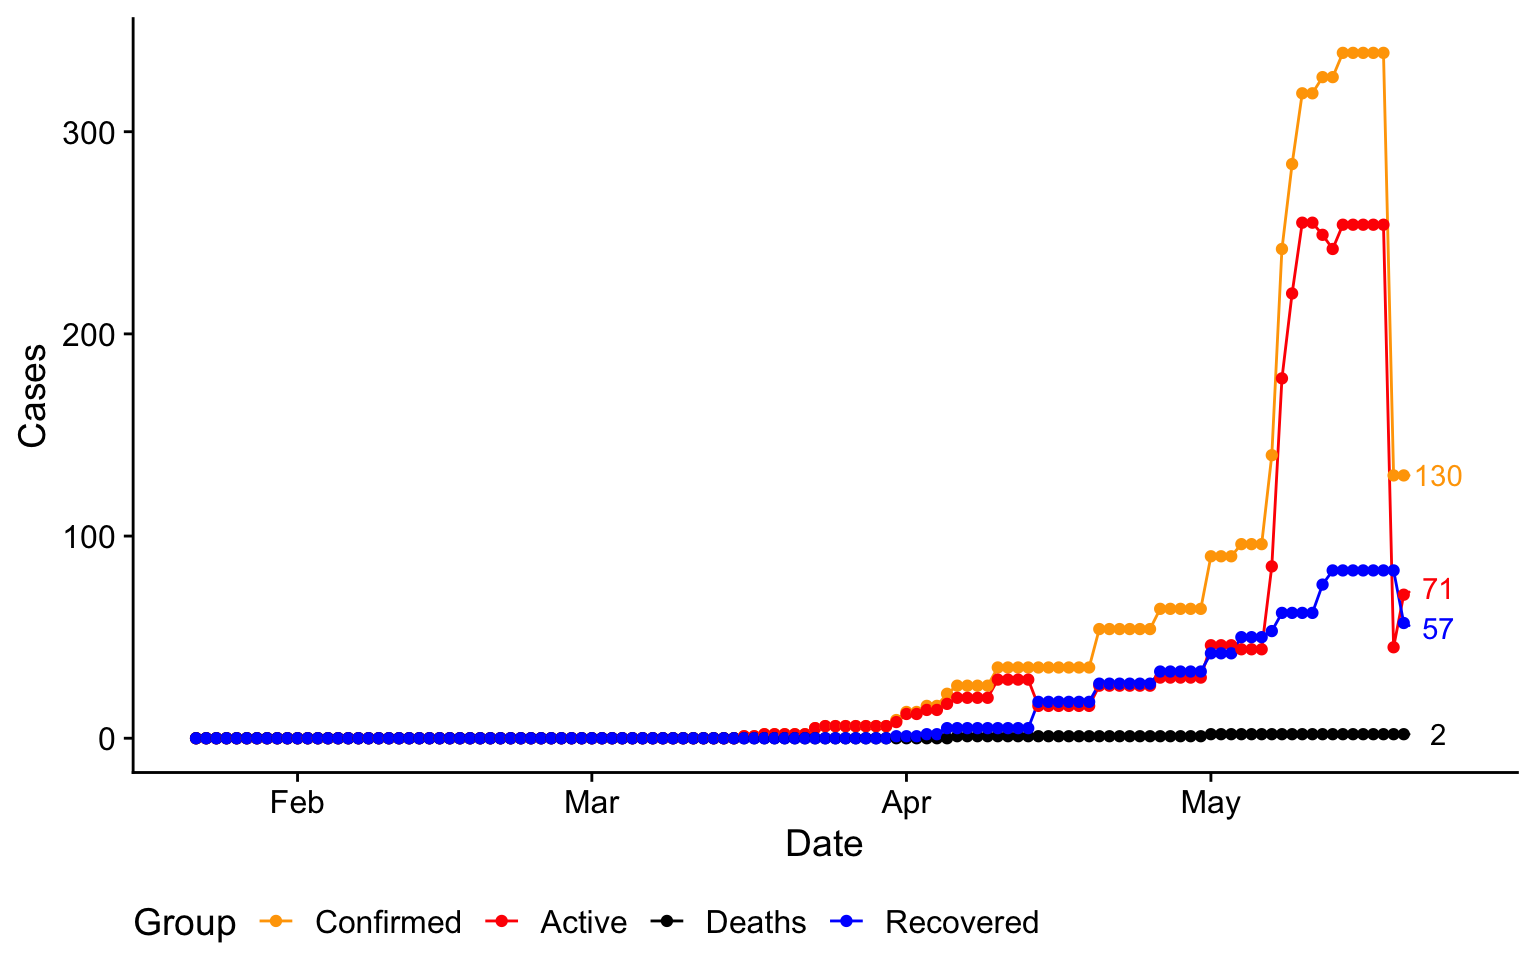 300
200
100
0
Cases
130
71
57
2
Feb Mar Apr May
Date
Group Confirmed Active Deaths Recovered